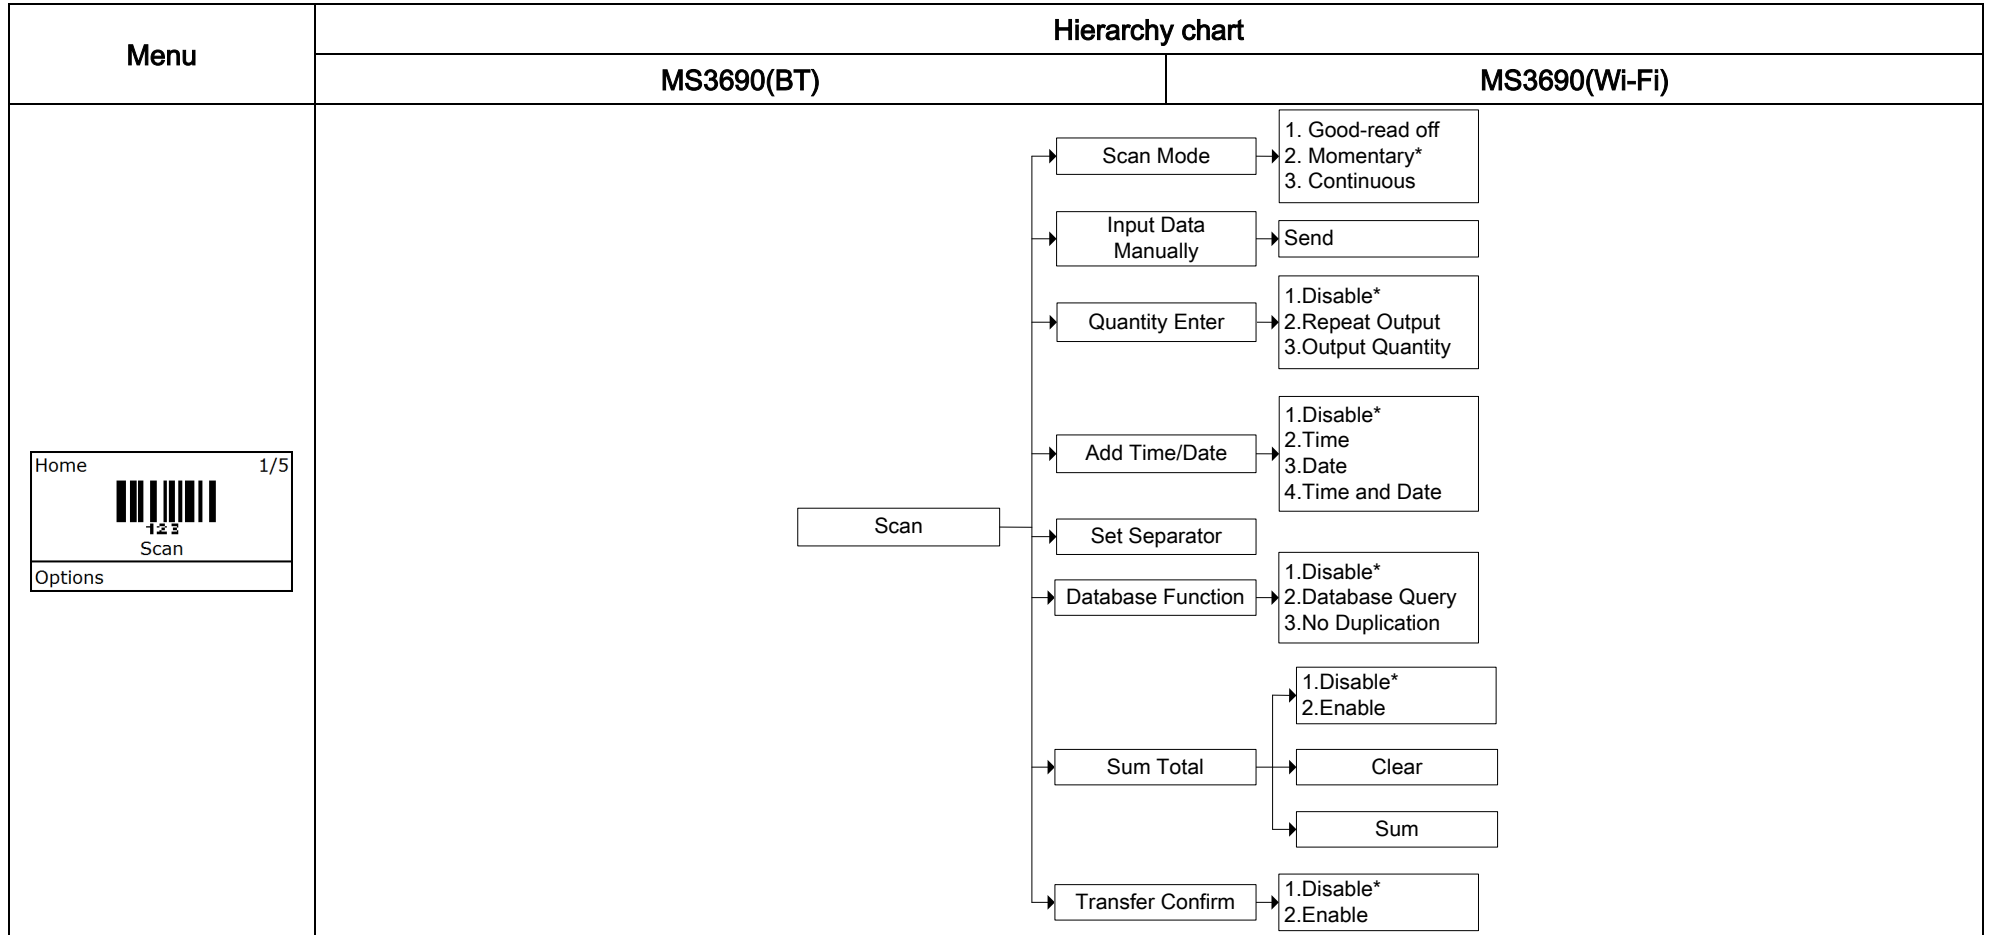 Menu
Hierarchy chart
MS3690(BT)
MS3690(Wi-Fi)
Home 1/5
123
Scan
Options
Scan
Scan Mode
1. Good-read off
2. Momentary*
3. Continuous
Input Data
Manually
Send
Quantity Enter
1.Disable*
2.Repeat Output
3.Output Quantity
Add Time/Date
1.Disable*
2.Time
3.Date
4.Time and Date
Set Separator
Database Function
1.Disable*
2.Database Query
3.No Duplication
Sum Total
1.Disable*
2.Enable
Clear
Sum
Transfer Confirm
1.Disable*
2.Enable